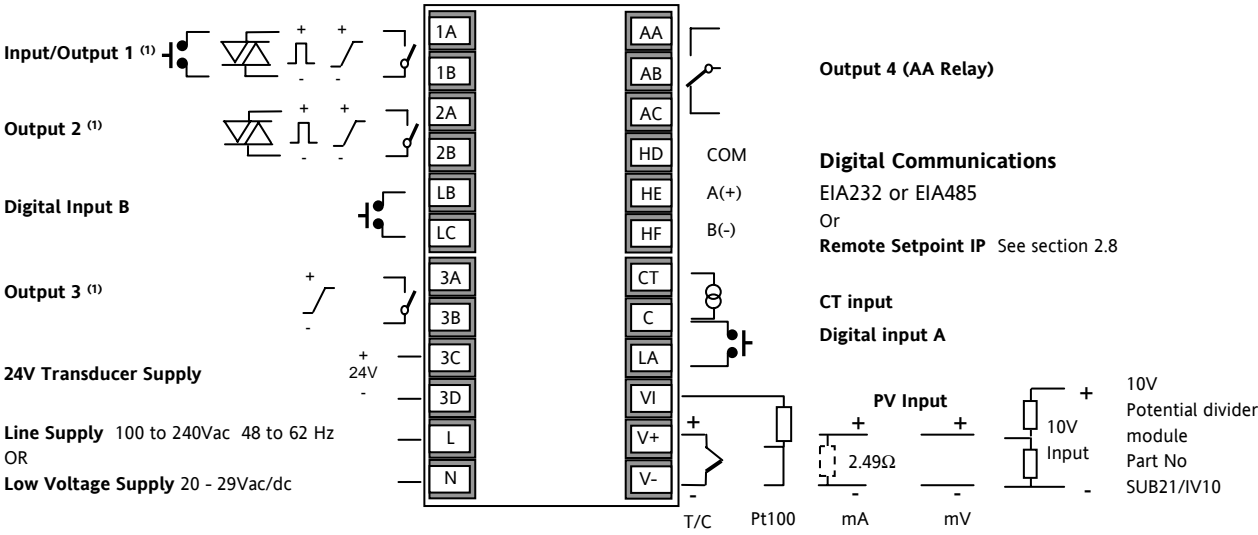 Input/Output 1 (1)
+ +
- -
Output 2 (1)
+ +
- -
Digital Input B
Output 3 (1)
+
-
24V Transducer Supply
+
24V
-
Line Supply 100 to 240Vac 48 to 62 Hz
OR
Low Voltage Supply 20 - 29Vac/dc
1A
1B
2A
2B
LB
LC
3A
3B
3C
3D
L
N
AA
AB
AC
HD
HE
HF
CT
C
LA
VI
V+
V-
Output 4 (AA Relay)
COM
A(+)
B(-)
Digital Communications
EIA232 or EIA485
Or
Remote Setpoint IP See section 2.8
CT input
Digital input A
PV Input
+
-
T/C
Pt100
+
2.49Ω
-
mA
+
-
mV
+
10V
Input
-
10V
Potential divider
module
Part No
SUB21/IV10